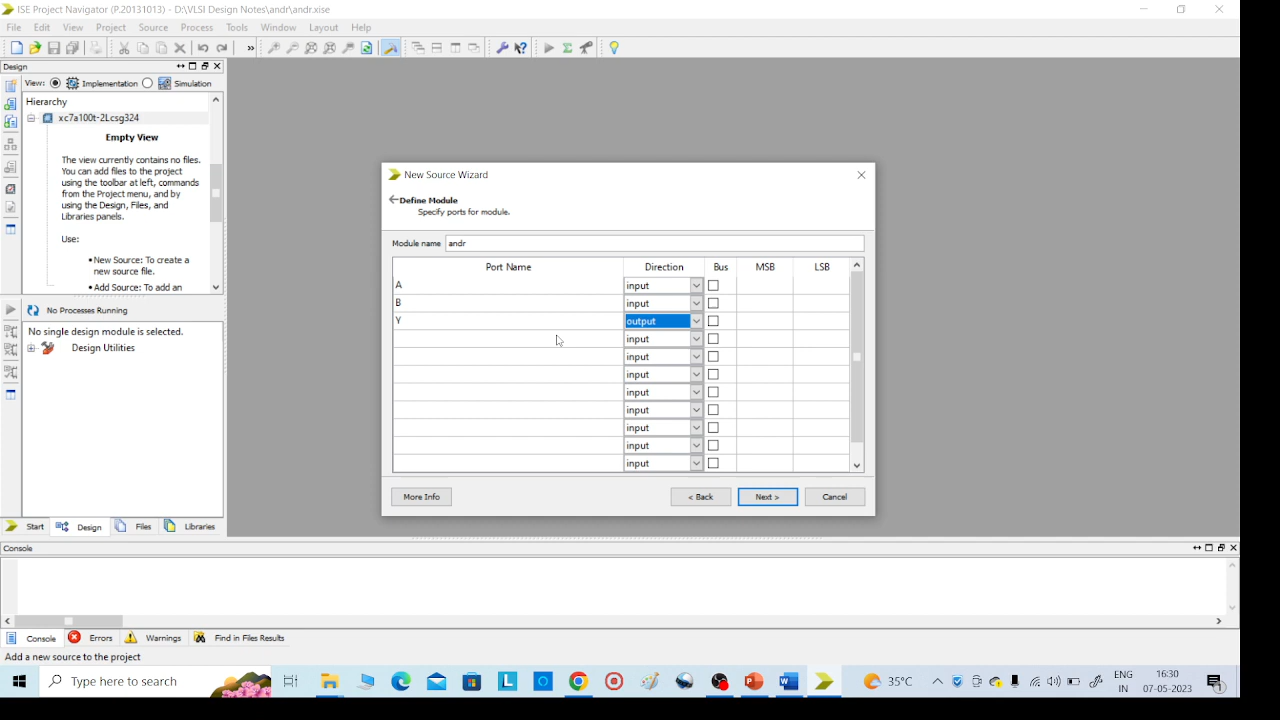 ISE Project Navigator (P.20131013) - D:\VLSI Design Notes\andr\andr.xise
File Edit View Project Source Process Tools Window Layout Help
»
Design
View: Implementation Simulation
Hierarchy
xc7a100t-2Lcsg324
Empty View
The view currently contains no files.
You can add files to the project
using the toolbar at left, commands
from the Project menu, and by
using the Design, Files, and
Libraries panels.
Use:
•New Source: To create a
new source file.
•Add Source: To add an
No Processes Running
No single design module is selected.
Design Utilities
Start Design Files Libraries
New Source Wizard
Define Module
Specify ports for module.
Module name andr
Port Name Direction Bus MSB LSB
A input
B input
Y output
input
input
input
input
input
input
input
input
More Info < Back Next > Cancel
Console
Console Errors Warnings Find in Files Results
Add a new source to the project
Type here to search
L
35°C
ENG
IN
16:30
07-05-2023
1